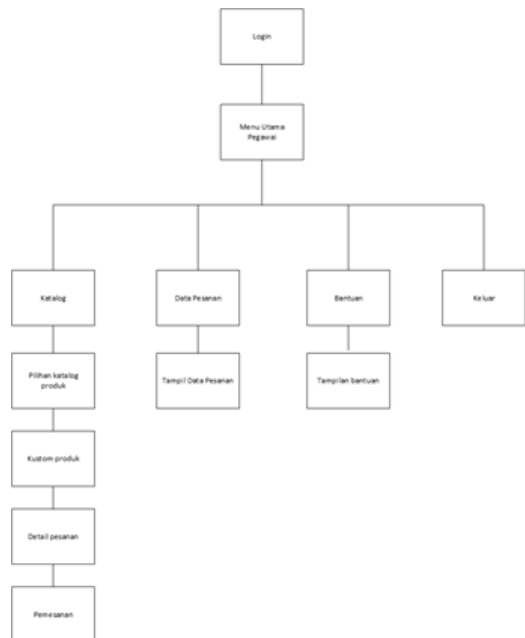 Login
Menu Utama
Pegawai
Katalog
Data Pesanan
Bantuan
Keluar
Pilihan katalog
produk
Tampil Data Pesanan
Tampilan bantuan
Kustom produk
Detail pesanan
Pemesanan